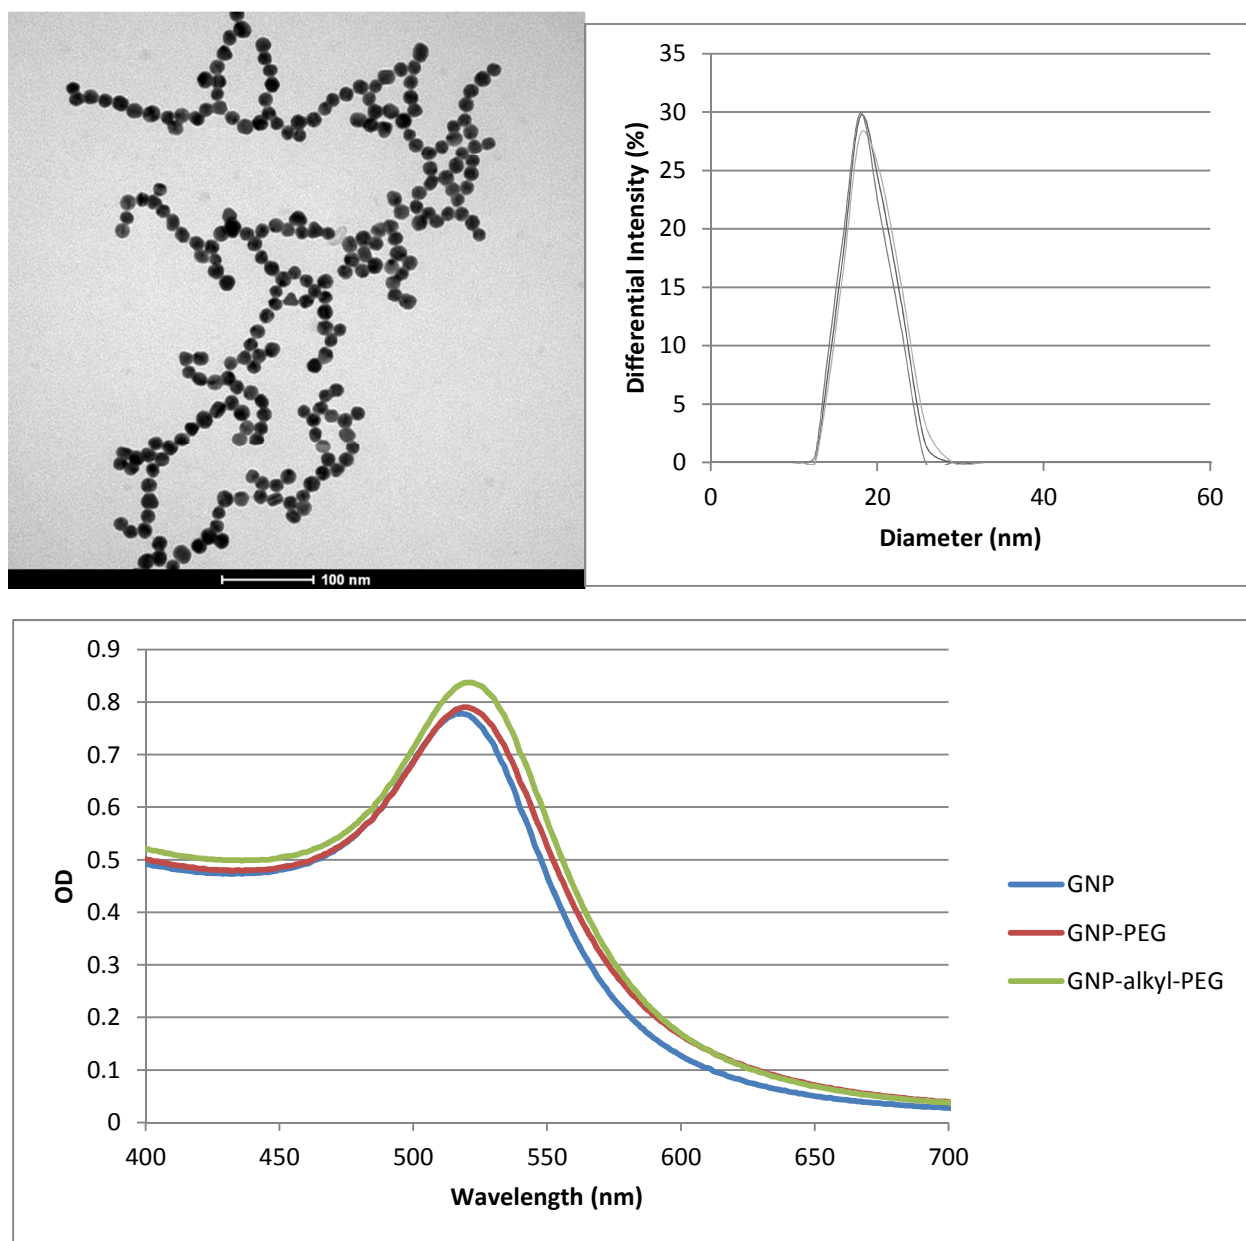 100 nm
35
30
25
20
15
10
5
0
Differential Intensity (%)
0 20 40 60
Diameter (nm)
0.9
0.8
0.7
0.6
0.5
0.4
0.3
0.2
0.1
0
OD
400 450 500 550 600 650 700
Wavelength (nm)
GNP
GNP-PEG
GNP-alkyl-PEG